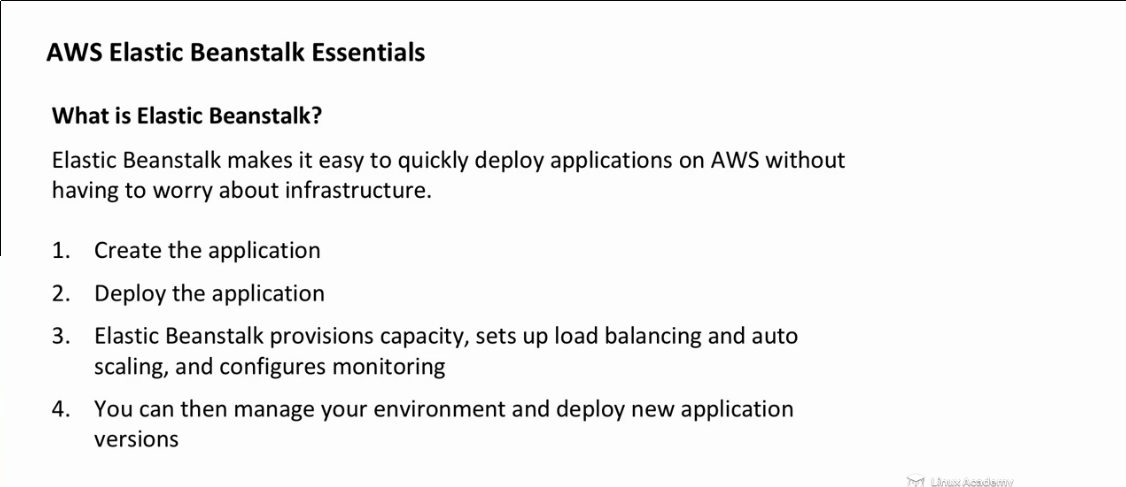 AWS Elastic Beanstalk Essentials
What is Elastic Beanstalk?
Elastic Beanstalk makes it easy to quickly deploy applications on AWS without
having to worry about infrastructure.
1. Create the application
2. Deploy the application
3. Elastic Beanstalk provisions capacity, sets up load balancing and auto
scaling, and configures monitoring
4. You can then manage your environment and deploy new application
versions
Linux Academy